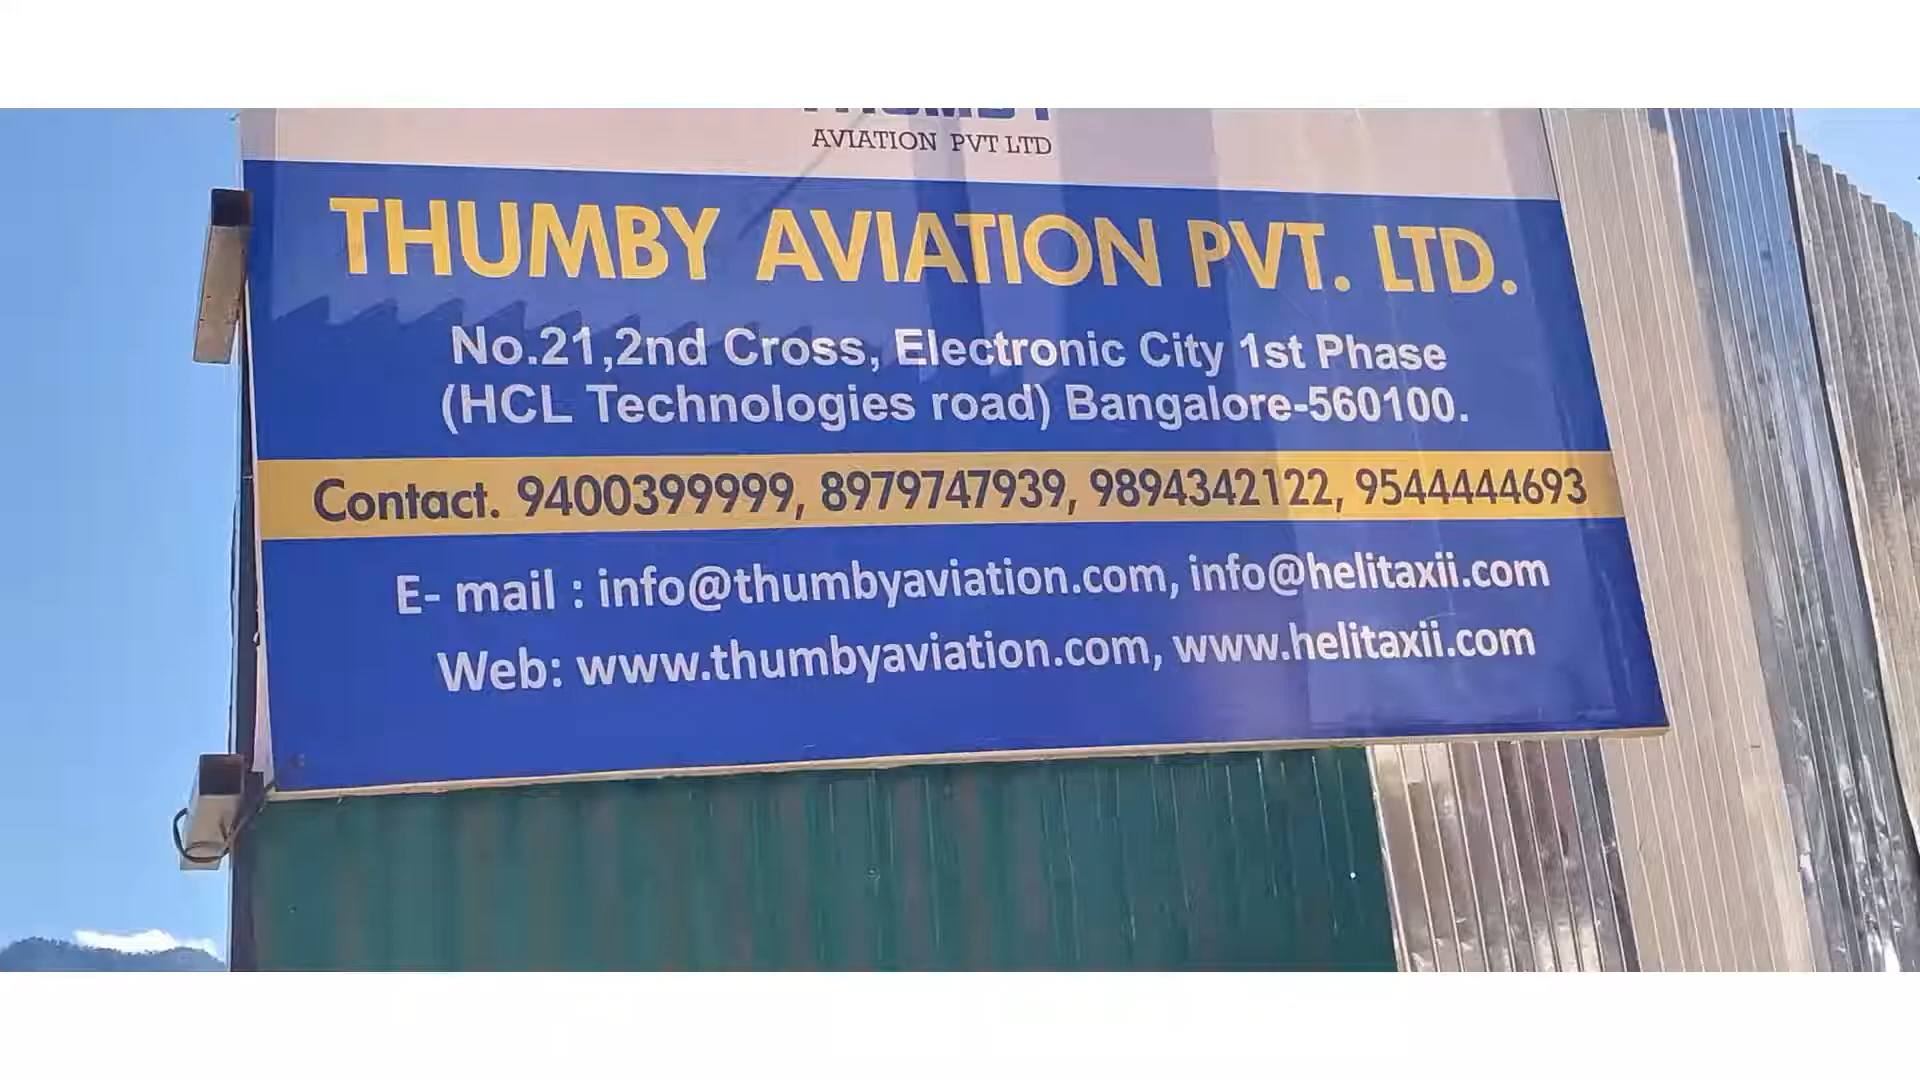 THUMBY
AVIATION PVT LTD
THUMBY AVIATION PVT. LTD.
No.21,2nd Cross, Electronic City 1st Phase
(HCL Technologies road) Bangalore-560100.
Contact. 9400399999, 8979747939, 9894342122, 9544444693
E- mail : info@thumbyaviation.com, info@helitaxii.com
Web: www.thumbyaviation.com, www.helitaxii.com